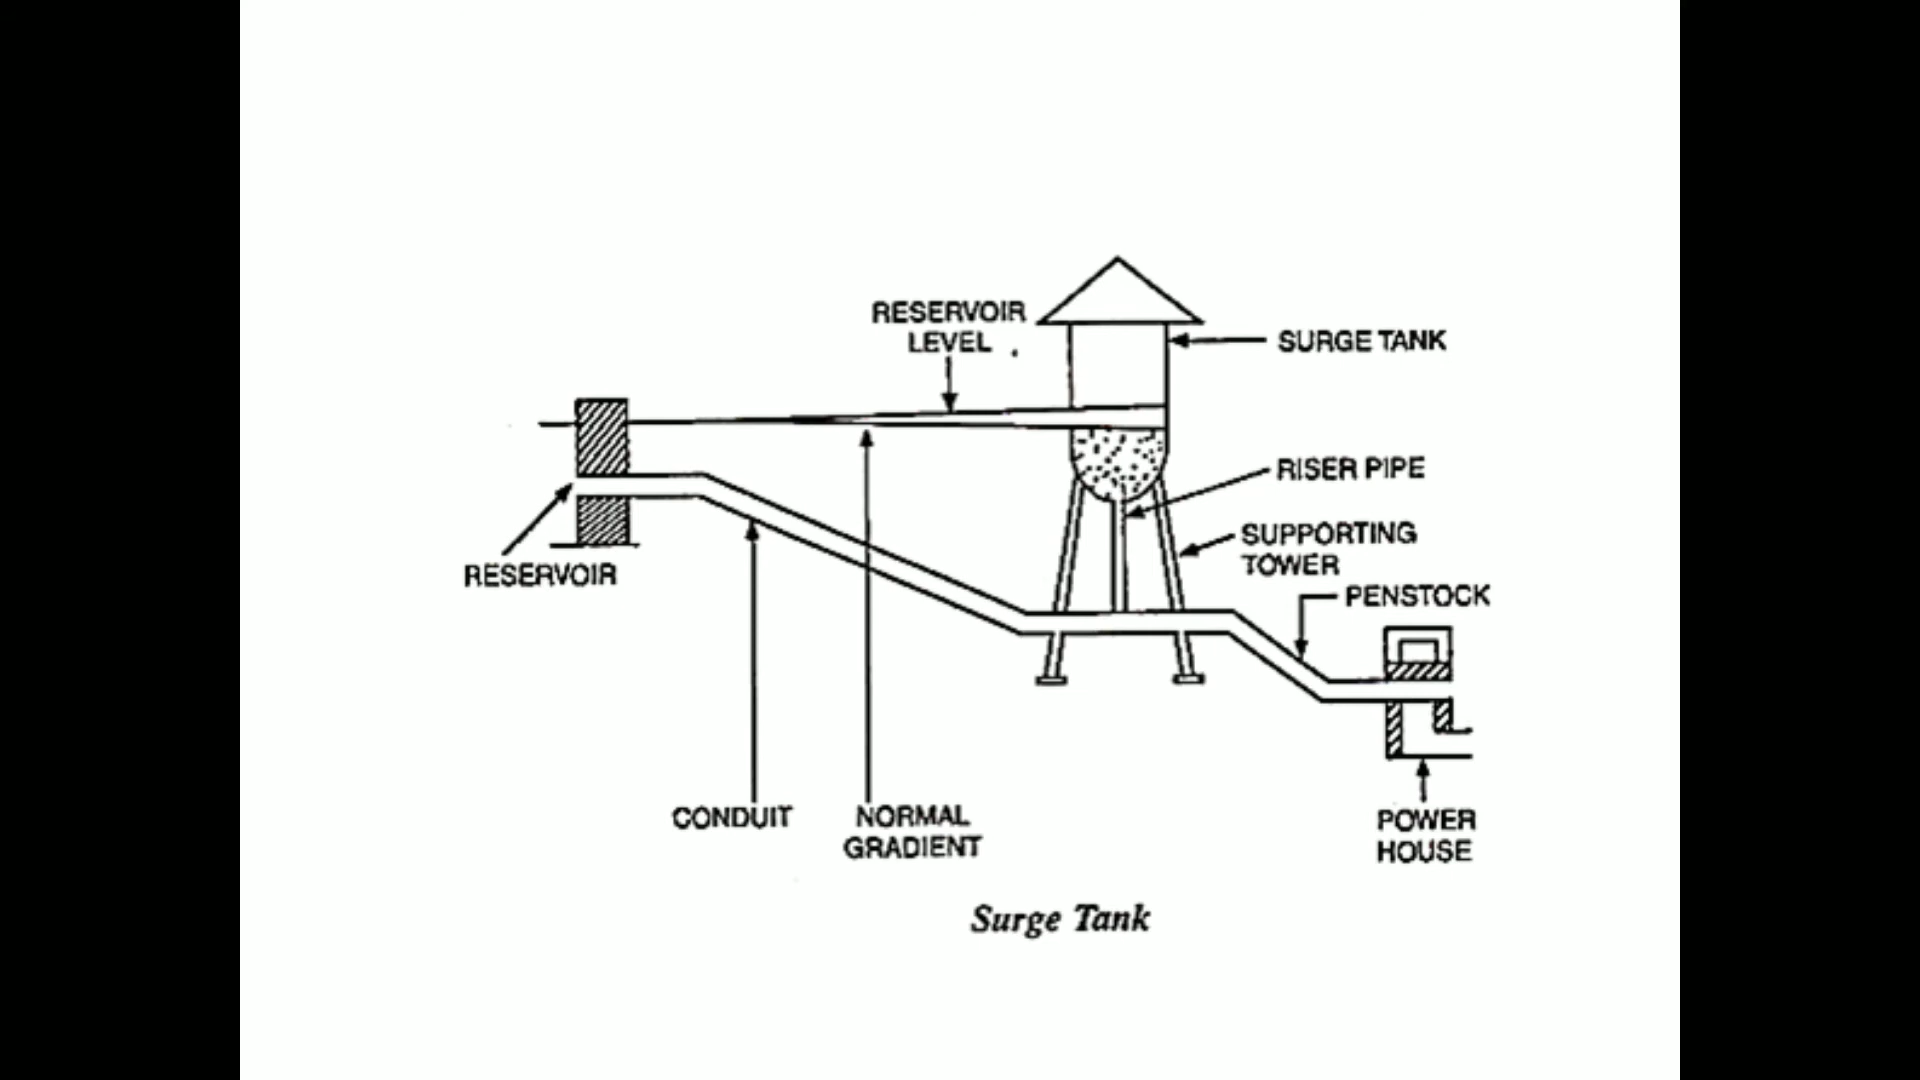 RESERVOIR
LEVEL
SURGE TANK
RISER PIPE
SUPPORTING
TOWER
PENSTOCK
RESERVOIR
CONDUIT
NORMAL
GRADIENT
POWER
HOUSE
Surge Tank